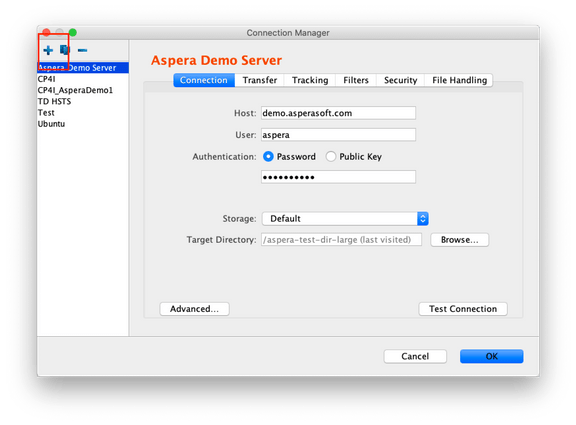 Connection Manager
Aspera Demo Server
CP4I
CP4I_AsperaDemo1
TD HSTS
Test
Ubuntu
Aspera Demo Server
Connection Transfer Tracking Filters Security File Handling
Host: demo.asperasoft.com
User: aspera
Authentication: Password Public Key
••••••••••
Storage: Default
Target Directory: /aspera-test-dir-large (last visited) Browse...
Advanced... Test Connection
Cancel OK